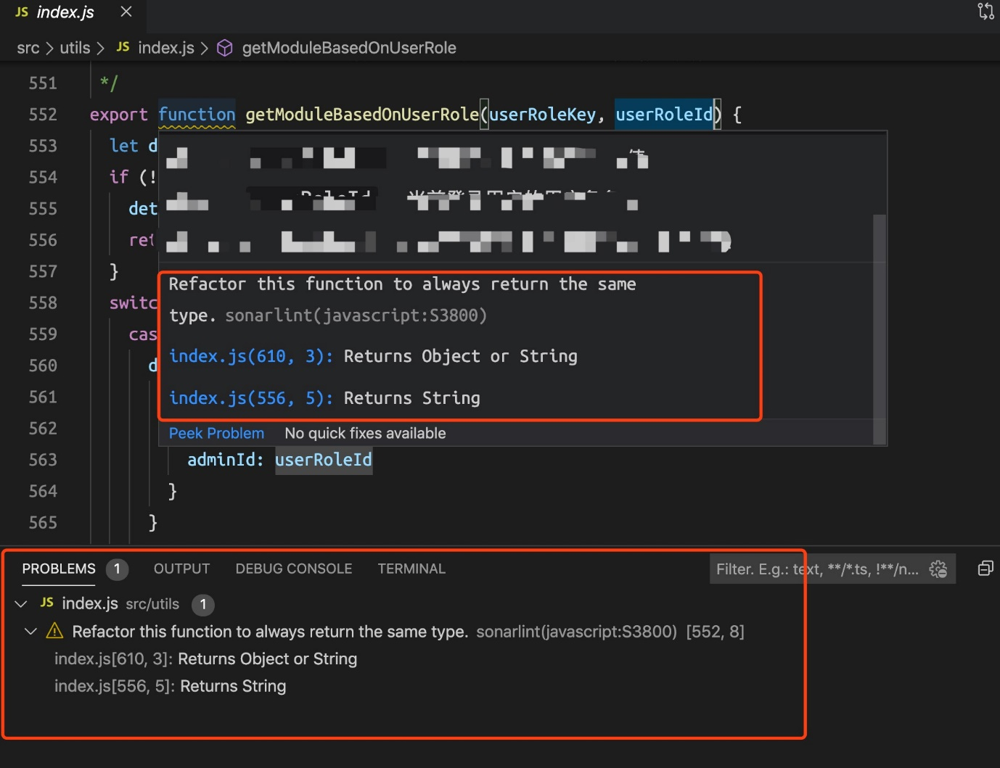 JS index.js
src > utils > JS index.js > getModuleBasedOnUserRole
551 */
552 export function getModuleBasedOnUserRole(userRoleKey, userRoleId) {
553 let d
554 if (!
555 det
556 ret
557 }
558 switc
559 cas
560 d
561
562
Refactor this function to always return the same
type. sonarlint(javascript:S3800)
index.js(610, 3): Returns Object or String
index.js(556, 5): Returns String
Peek Problem No quick fixes available
563 adminId: userRoleId
564 }
565 }
PROBLEMS 1 OUTPUT DEBUG CONSOLE TERMINAL Filter. E.g.: text, **/*.ts, !**/n...
JS index.js src/utils 1
Refactor this function to always return the same type. sonarlint(javascript:S3800) [552, 8]
index.js[610, 3]: Returns Object or String
index.js[556, 5]: Returns String